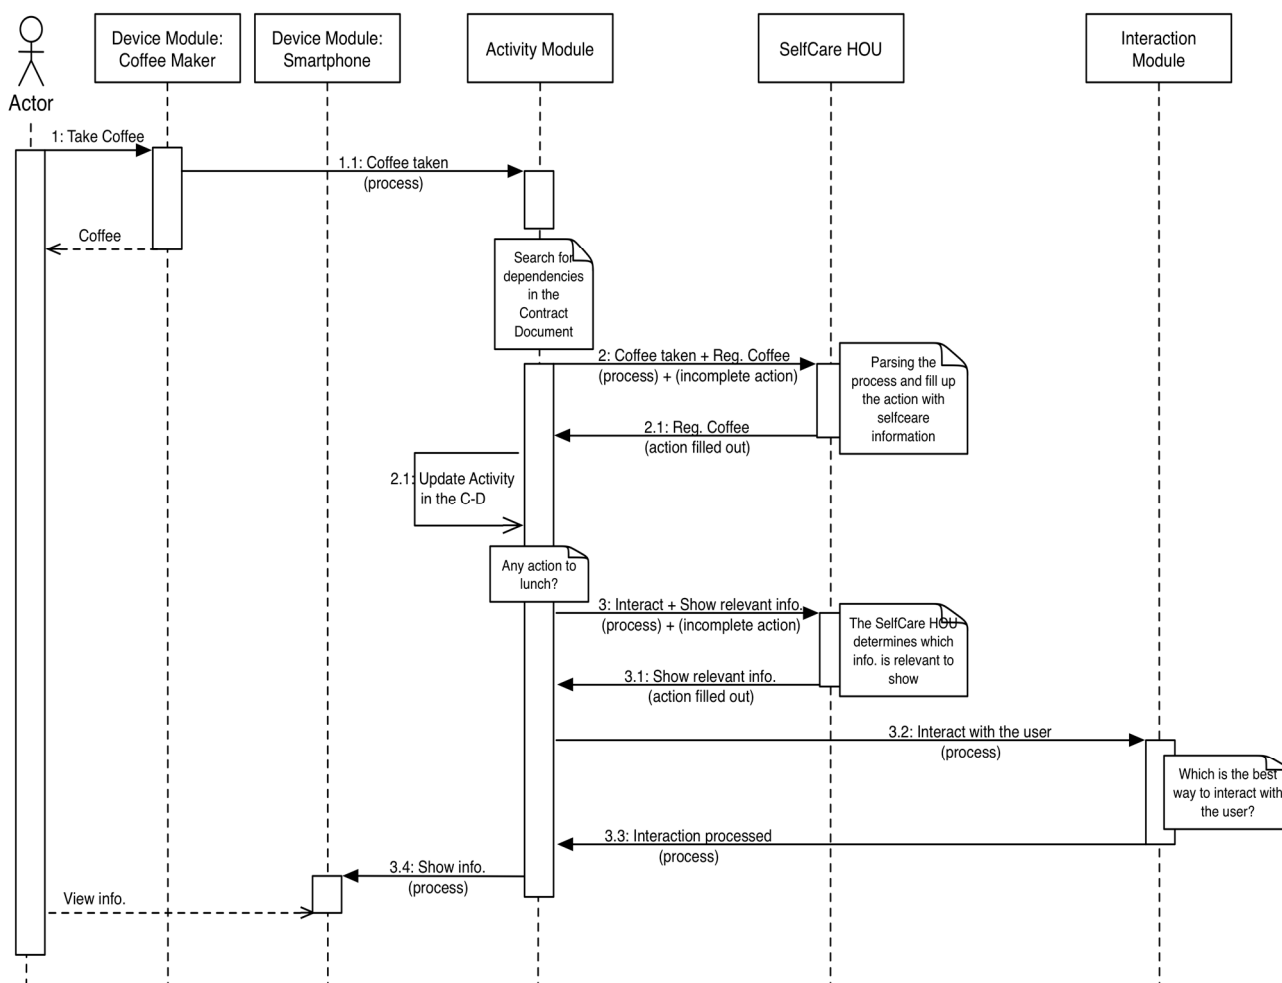 Device Module:
Coffee Maker
Device Module:
Smartphone
Activity Module
SelfCare HOU
Interaction
Module
Actor
1: Take Coffee
1.1: Coffee taken
(process)
Coffee
Search for
dependencies
in the
Contract
Document
2: Coffee taken + Reg. Coffee
(process) + (incomplete action)
Parsing the
process and fill up
the action with
selfceare
information
2.1: Reg. Coffee
(action filled out)
2.1: Update Activity
in the C-D
Any action to
lunch?
3: Interact + Show relevant info.
(process) + (incomplete action)
The SelfCare HOU
determines which
info. is relevant to
show
3.1: Show relevant info.
(action filled out)
3.2: Interact with the user
(process)
Which is the best
way to interact with
the user?
3.3: Interaction processed
(process)
3.4: Show info.
(process)
View info.